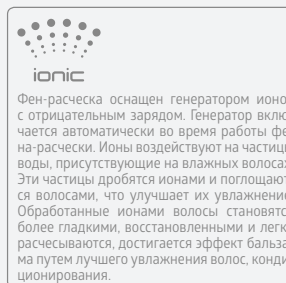 ionic
Фен-расческа оснащен генератором ионо
с отрицательным зарядом. Генератор вклю
чается автоматически во время работы фе
на-расчески. Ионы воздействуют на частиц
воды, присутствующие на влажных волосах
Эти частицы дробятся ионами и поглощают
ся волосами, что улучшает их увлажнение
Обработанные ионами волосы становятс
более гладкими, восстановленными и легк
расчесываются, достигается эффект бальза
ма путем лучшего увлажнения волос, конди
ционирования.